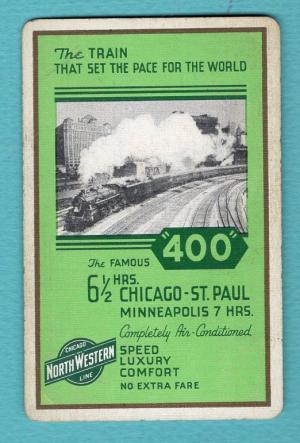 The TRAIN
THAT SET THE PACE FOR THE WORLD
"400"
The FAMOUS
6½ HRS. CHICAGO-ST. PAUL
MINNEAPOLIS 7 HRS.
Completely Air-Conditioned
SPEED
LUXURY
COMFORT
NO EXTRA FARE
CHICAGO
NORTH WESTERN
LINE